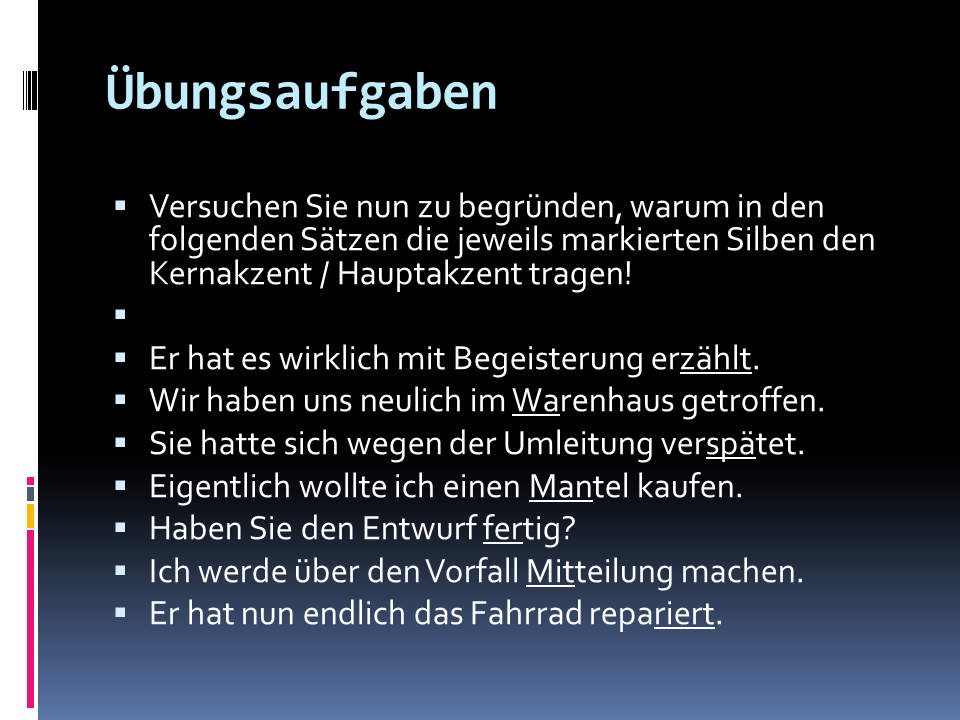 Übungsaufgaben
Versuchen Sie nun zu begründen, warum in den
folgenden Sätzen die jeweils markierten Silben den
Kernakzent / Hauptakzent tragen!
Er hat es wirklich mit Begeisterung erzählt.
Wir haben uns neulich im Warenhaus getroffen.
Sie hatte sich wegen der Umleitung verspätet.
Eigentlich wollte ich einen Mantel kaufen.
Haben Sie den Entwurf fertig?
Ich werde über den Vorfall Mitteilung machen.
Er hat nun endlich das Fahrrad repariert.